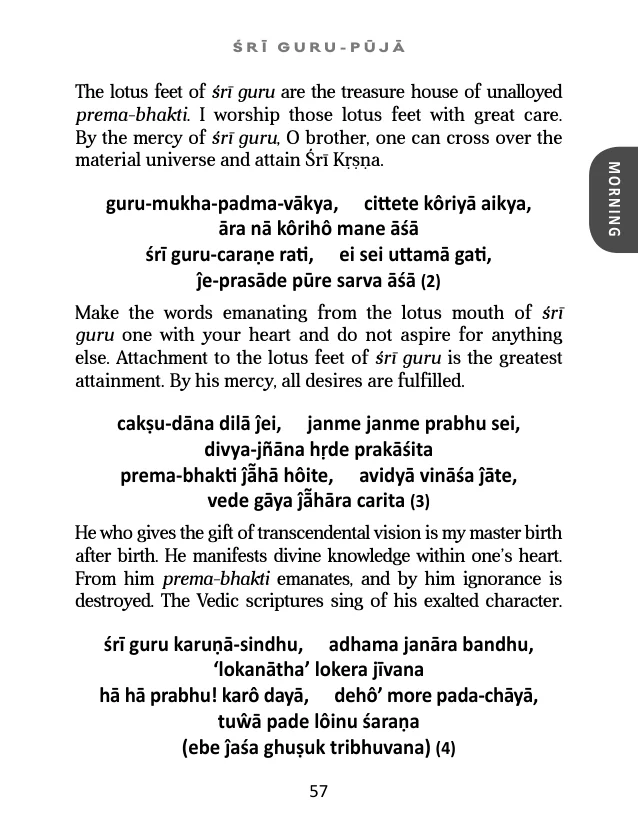 ŚRĪ GURU-PŪJĀ
The lotus feet of śrī guru are the treasure house of unalloyed
prema-bhakti. I worship those lotus feet with great care.
By the mercy of śrī guru, O brother, one can cross over the
material universe and attain Śrī Kṛṣṇa.
MORNING
guru-mukha-padma-vākya, cittete kôriyā aikya,
āra nā kôrihô mane āśā
śrī guru-caraṇe rati, ei sei uttamā gati,
ĵe-prasāde pūre sarva āśā (2)
Make the words emanating from the lotus mouth of śrī
guru one with your heart and do not aspire for anything
else. Attachment to the lotus feet of śrī guru is the greatest
attainment. By his mercy, all desires are fulfilled.
cakṣu-dāna dilā ĵei, janme janme prabhu sei,
divya-jñāna hṛde prakāśita
prema-bhakti ĵā̃hā hôite, avidyā vināśa ĵāte,
vede gāya ĵā̃hāra carita (3)
He who gives the gift of transcendental vision is my master birth
after birth. He manifests divine knowledge within one's heart.
From him prema-bhakti emanates, and by him ignorance is
destroyed. The Vedic scriptures sing of his exalted character.
śrī guru karuṇā-sindhu, adhama janāra bandhu,
‘lokanātha’ lokera jīvana
hā hā prabhu! karô dayā, dehô’ more pada-chāyā,
tuŵā pade lôinu śaraṇa
(ebe ĵaśa ghuṣuk tribhuvana) (4)
57